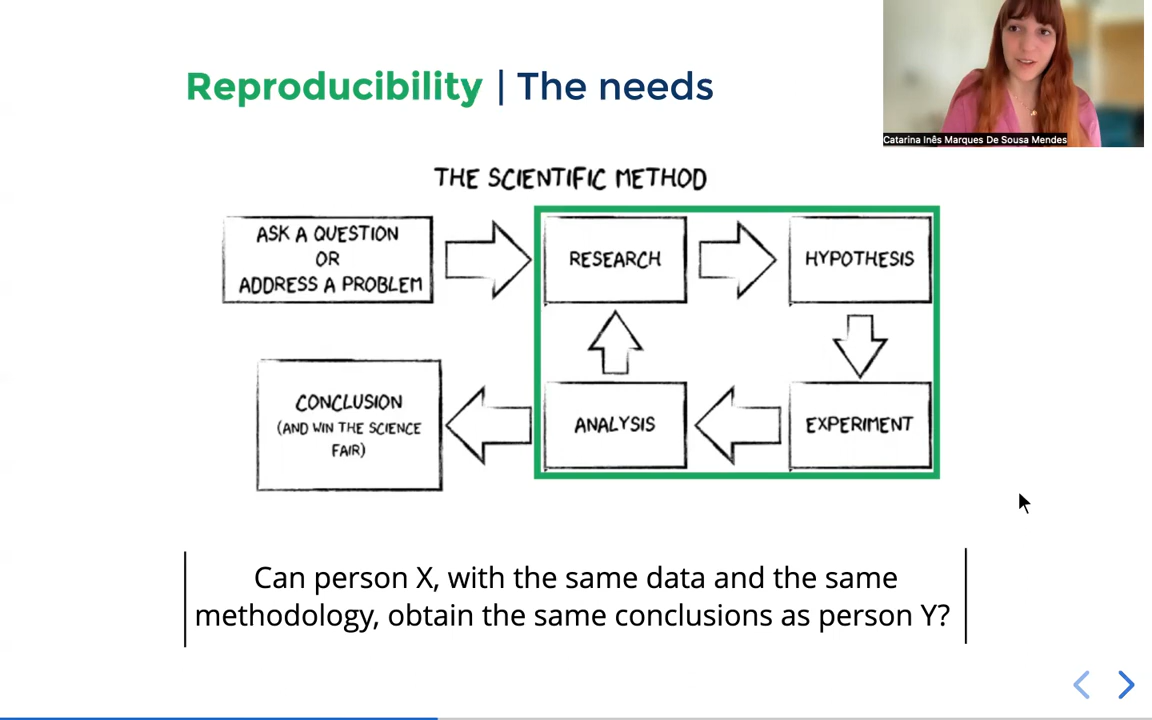 Reproducibility | The needs
Catarina Inês Marques De Sousa Mendes
THE SCIENTIFIC METHOD
ASK A QUESTION
OR
ADDRESS A PROBLEM
RESEARCH
HYPOTHESIS
CONCLUSION
(AND WIN THE SCIENCE
FAIR)
ANALYSIS
EXPERIMENT
Can person X, with the same data and the same
methodology, obtain the same conclusions as person Y?